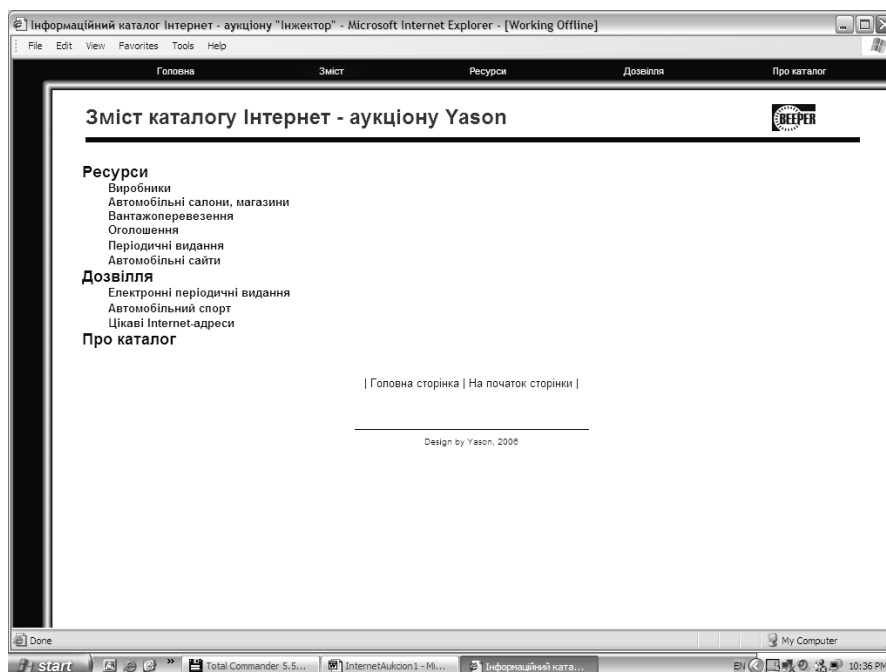 Інформаційний каталог Інтернет - аукціону "Інжектор" - Microsoft Internet Explorer - [Working Offline]
File Edit View Favorites Tools Help
Головна Зміст Ресурси Дозвілля Про каталог
Зміст каталогу Інтернет - аукціону Yason
BEEPER
Ресурси
Виробники
Автомобільні салони, магазини
Вантажоперевезення
Оголошення
Періодичні видання
Автомобільні сайти
Дозвілля
Електронні періодичні видання
Автомобільний спорт
Цікаві Internet-адреси
Про каталог
| Головна сторінка | На початок сторінки |
Design by Yason, 2006
Done My Computer
start Total Commander 5.5... InternetAukcion1 - Mi... Інформаційний ката... EN 10:36 PM